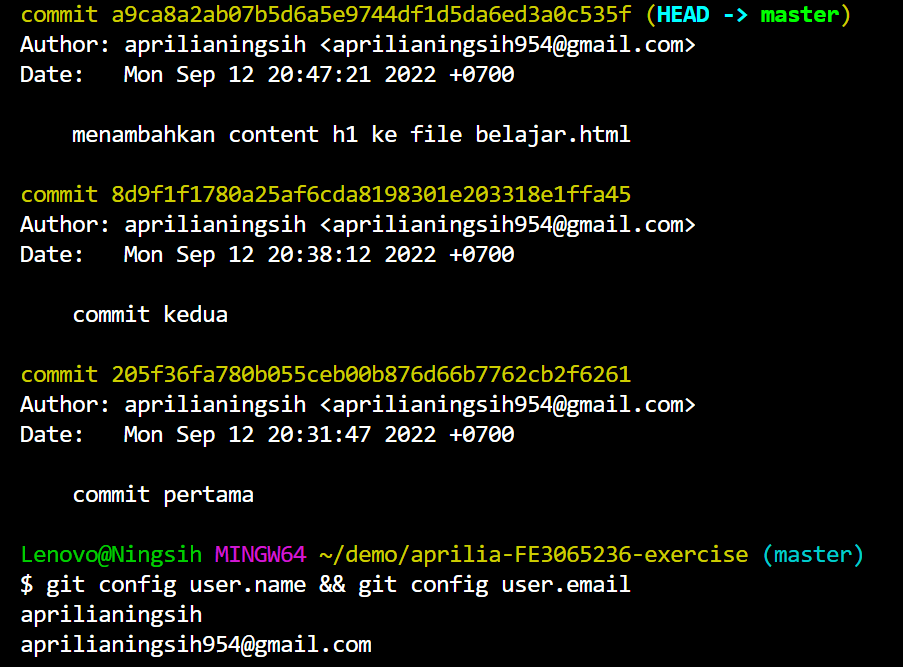 commit a9ca8a2ab07b5d6a5e9744df1d5da6ed3a0c535f (HEAD -> master)
Author: aprilianingsih <aprilianingsih954@gmail.com>
Date:   Mon Sep 12 20:47:21 2022 +0700
menambahkan content h1 ke file belajar.html
commit 8d9f1f1780a25af6cda8198301e203318e1ffa45
Author: aprilianingsih <aprilianingsih954@gmail.com>
Date:   Mon Sep 12 20:38:12 2022 +0700
commit kedua
commit 205f36fa780b055ceb00b876d66b7762cb2f6261
Author: aprilianingsih <aprilianingsih954@gmail.com>
Date:   Mon Sep 12 20:31:47 2022 +0700
commit pertama
Lenovo@Ningsih MINGW64 ~/demo/aprilia-FE3065236-exercise (master)
$ git config user.name && git config user.email
aprilianingsih
aprilianingsih954@gmail.com